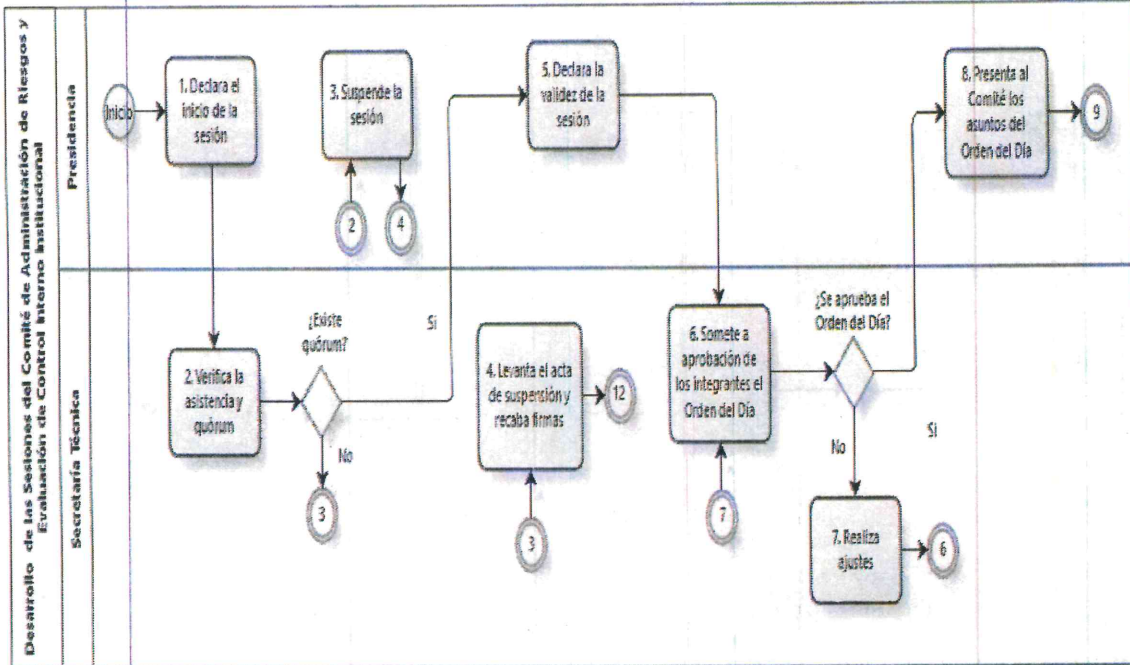 Desarrollo de las Sesiones del Comité de Administración de Riesgos y
Evaluación de Control Interno Institucional
Presidencia
Inicio
1. Declara el
inicio de la
sesión
3. Suspende la
sesión
2
4
5. Declara la
validez de la
sesión
8. Presenta al
Comité los
asuntos del
Orden del Día
9
Secretaría Técnica
2. Verifica la
asistencia y
quórum
¿Existe
quórum?
Si
No
3
4. Levanta el acta
de suspensión y
recaba firmas
12
3
6. Somete a
aprobación de
los integrantes el
Orden del Día
7
¿Se aprueba el
Orden del Día?
Si
No
7. Realiza
ajustes
6